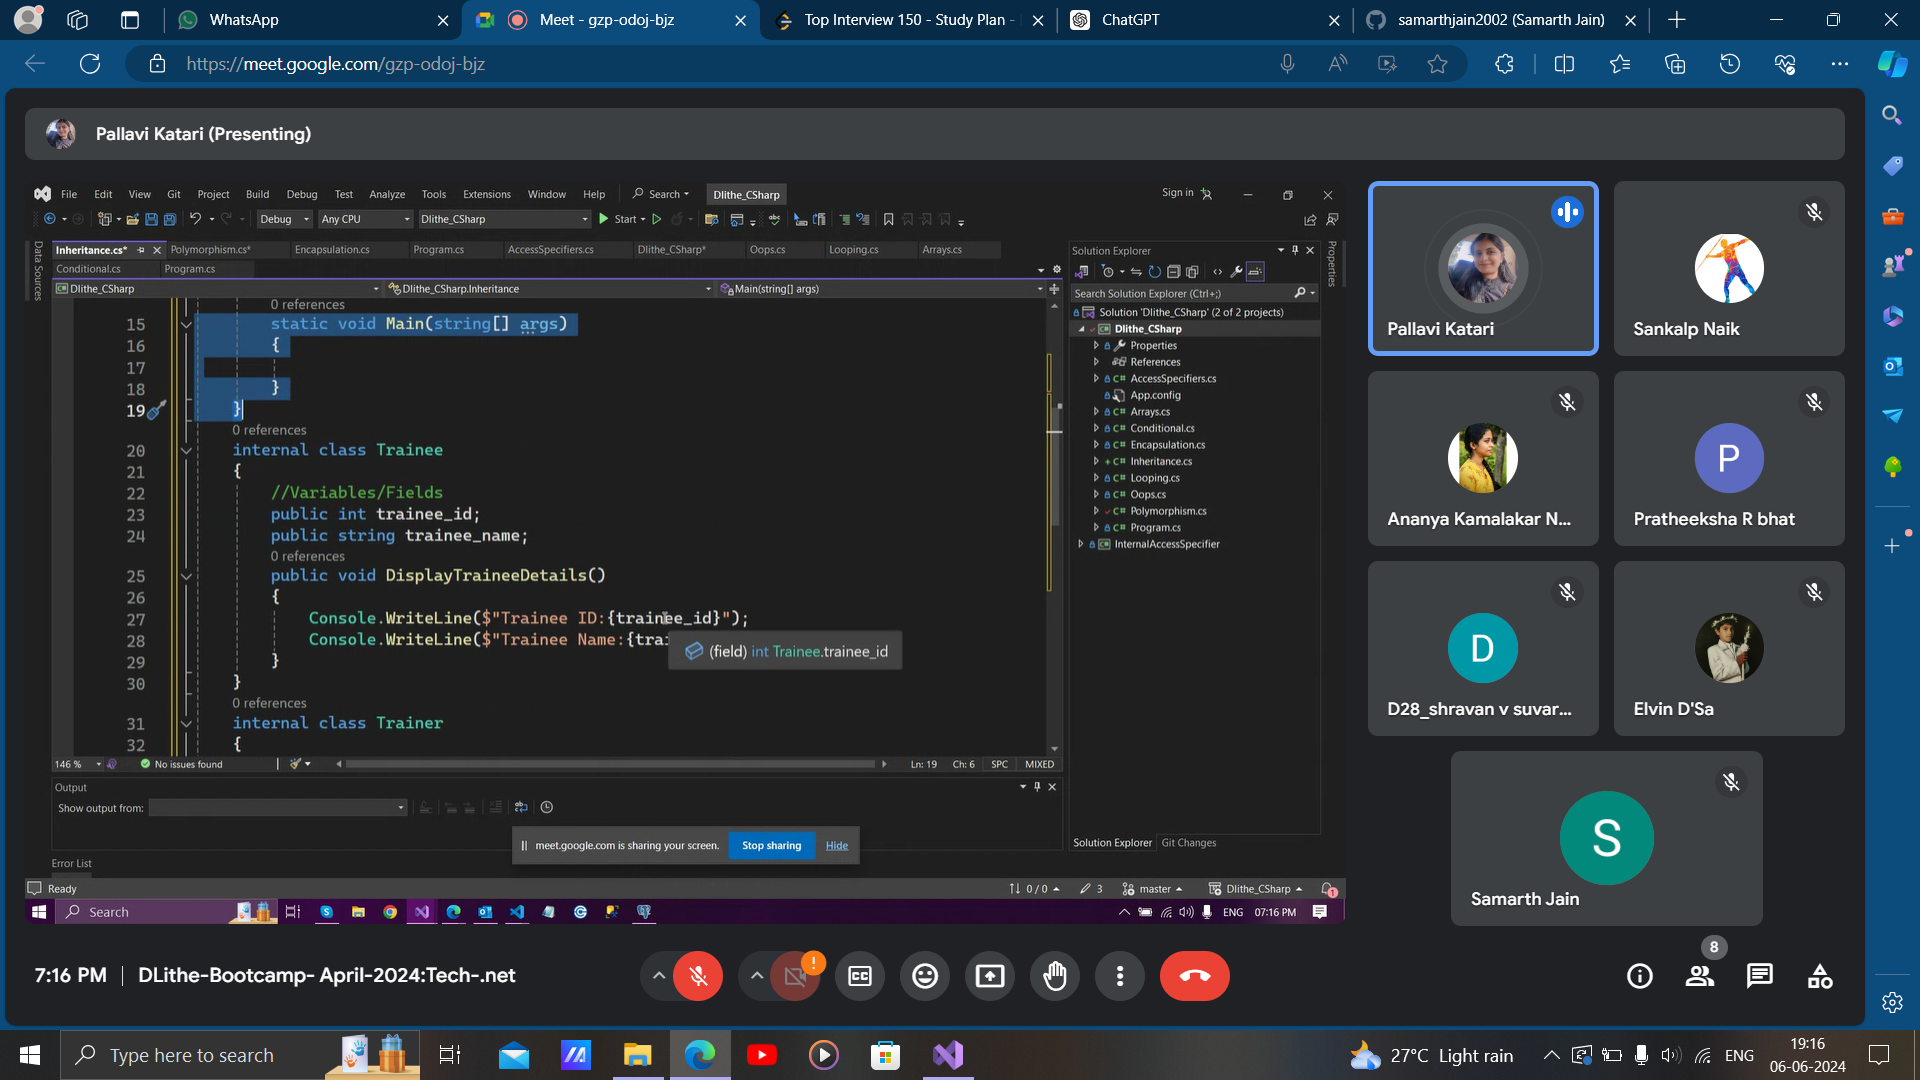 WhatsApp
Meet - gzp-odoj-bjz
Top Interview 150 - Study Plan -
ChatGPT
samarthjain2002 (Samarth Jain)
https://meet.google.com/gzp-odoj-bjz
Pallavi Katari (Presenting)
File Edit View Git Project Build Debug Test Analyze Tools Extensions Window Help Search Dlithe_CSharp Sign in
Debug Any CPU Dlithe_CSharp Start
Data Sources
Inheritance.cs* Polymorphism.cs* Encapsulation.cs Program.cs AccessSpecifiers.cs Dlithe_CSharp* Oops.cs Looping.cs Arrays.cs
Conditional.cs Program.cs
Dlithe_CSharp Dlithe_CSharp.Inheritance Main(string[] args)
0 references
15 static void Main(string[] args)
16 {
17
18 }
19 }
0 references
20 internal class Trainee
21 {
22 //Variables/Fields
23 public int trainee_id;
24 public string trainee_name;
0 references
25 public void DisplayTraineeDetails()
26 {
27 Console.WriteLine($"Trainee ID:{trainee_id}");
28 Console.WriteLine($"Trainee Name:{trai
(field) int Trainee.trainee_id
29 }
30 }
0 references
31 internal class Trainer
32 {
146 % No issues found Ln: 19 Ch: 6 SPC MIXED
Output
Show output from:
meet.google.com is sharing your screen. Stop sharing Hide
Error List
Solution Explorer
Properties
Search Solution Explorer (Ctrl+;)
Solution 'Dlithe_CSharp' (2 of 2 projects)
Dlithe_CSharp
Properties
References
C# AccessSpecifiers.cs
App.config
C# Arrays.cs
C# Conditional.cs
C# Encapsulation.cs
+ C# Inheritance.cs
C# Looping.cs
C# Oops.cs
C# Polymorphism.cs
C# Program.cs
InternalAccessSpecifier
Solution Explorer Git Changes
Ready 0 / 0 3 master Dlithe_CSharp 1
Search ENG 07:16 PM
Pallavi Katari
Sankalp Naik
Ananya Kamalakar N...
P
Pratheeksha R bhat
D
D28_shravan v suvar...
Elvin D'Sa
S
Samarth Jain
7:16 PM | DLithe-Bootcamp- April-2024:Tech-.net
!
CC
8
Type here to search
27°C Light rain
ENG
19:16
06-06-2024